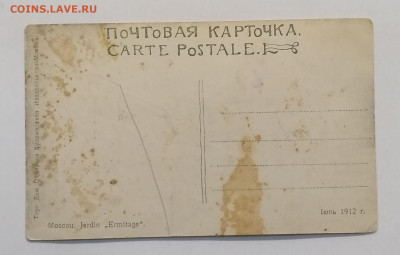 COINS.LAVE.RU
ПОЧТОВАЯ КАРТОЧКА.
CARTE POSTALE.
Moscou. Jardin „Ermitage“.
Іюль 1912 г.